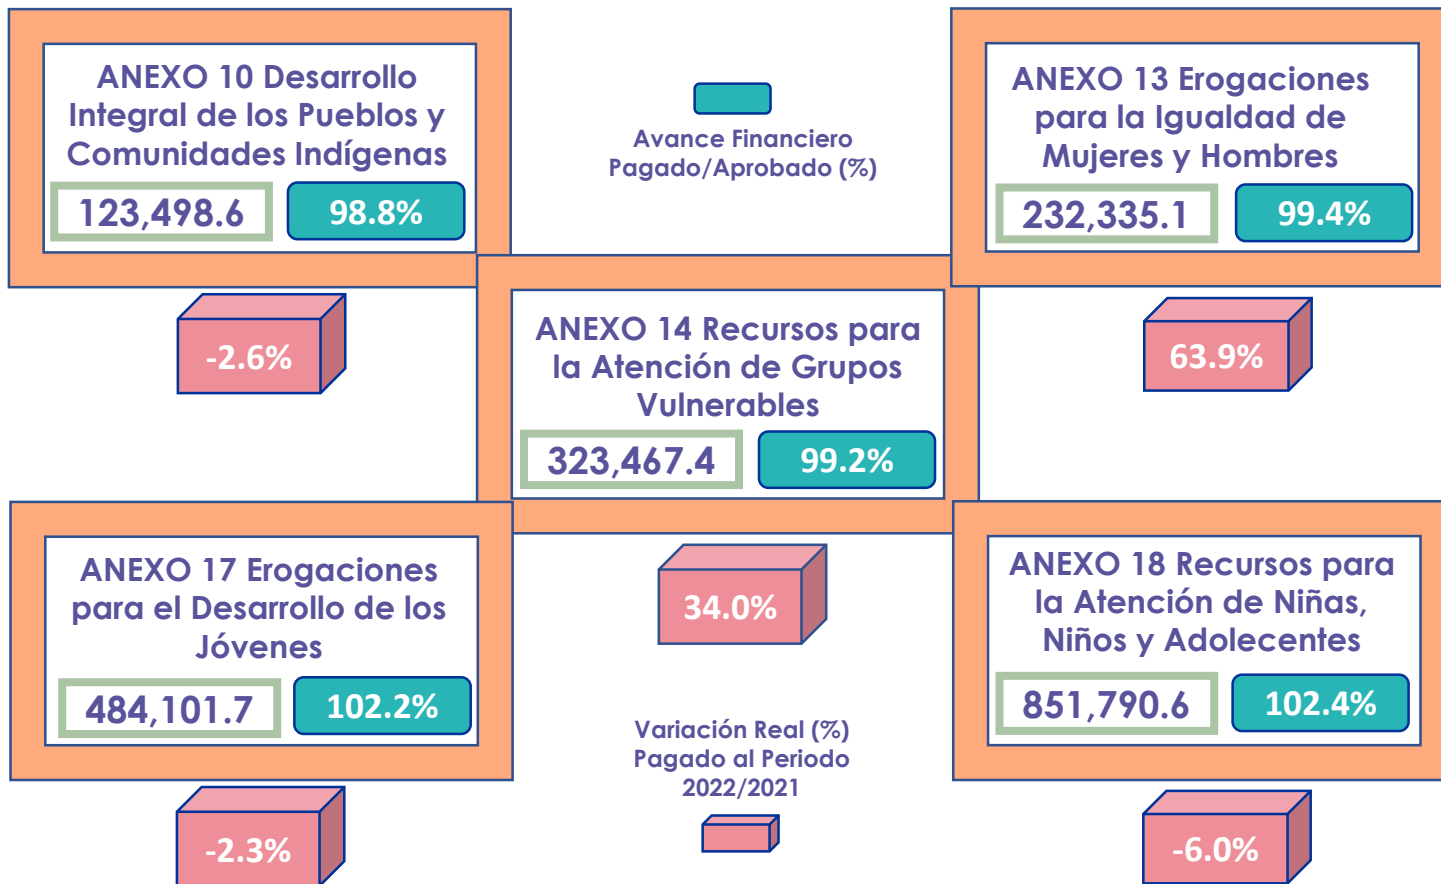 ANEXO 10 Desarrollo
Integral de los Pueblos y
Comunidades Indígenas
123,498.6
98.8%
-2.6%
Avance Financiero
Pagado/Aprobado (%)
ANEXO 13 Erogaciones
para la Igualdad de
Mujeres y Hombres
232,335.1
99.4%
63.9%
ANEXO 14 Recursos para
la Atención de Grupos
Vulnerables
323,467.4
99.2%
34.0%
ANEXO 17 Erogaciones
para el Desarrollo de los
Jóvenes
484,101.7
102.2%
-2.3%
Variación Real (%)
Pagado al Periodo
2022/2021
ANEXO 18 Recursos para
la Atención de Niñas,
Niños y Adolecentes
851,790.6
102.4%
-6.0%